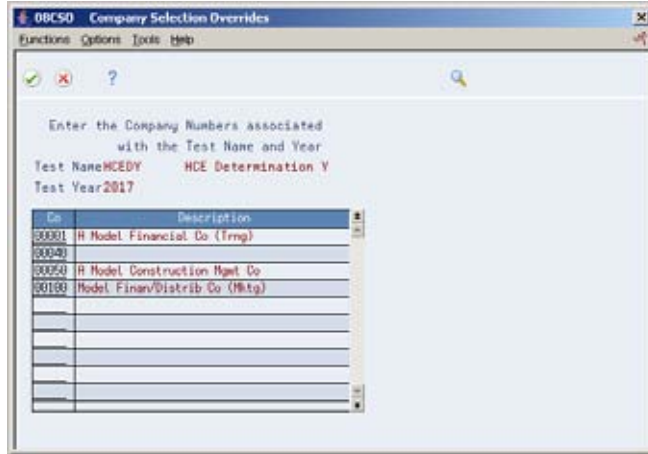 08CSO Company Selection Overrides
Functions Options Tools Help
?
Enter the Company Numbers associated
with the Test Name and Year
Test Name HCEDY HCE Determination Y
Test Year 2017
Co Description
00001 A Model Financial Co (Trng)
00040
00050 A Model Construction Mgmt Co
00100 Model Finan/Distrib Co (Mktg)